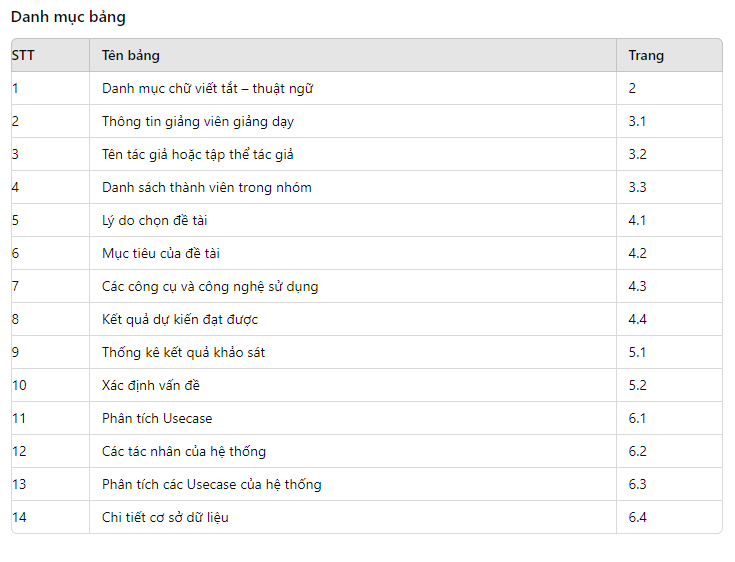 Danh mục bảng
STT Tên bảng Trang
1 Danh mục chữ viết tắt – thuật ngữ 2
2 Thông tin giảng viên giảng dạy 3.1
3 Tên tác giả hoặc tập thể tác giả 3.2
4 Danh sách thành viên trong nhóm 3.3
5 Lý do chọn đề tài 4.1
6 Mục tiêu của đề tài 4.2
7 Các công cụ và công nghệ sử dụng 4.3
8 Kết quả dự kiến đạt được 4.4
9 Thống kê kết quả khảo sát 5.1
10 Xác định vấn đề 5.2
11 Phân tích Usecase 6.1
12 Các tác nhân của hệ thống 6.2
13 Phân tích các Usecase của hệ thống 6.3
14 Chi tiết cơ sở dữ liệu 6.4